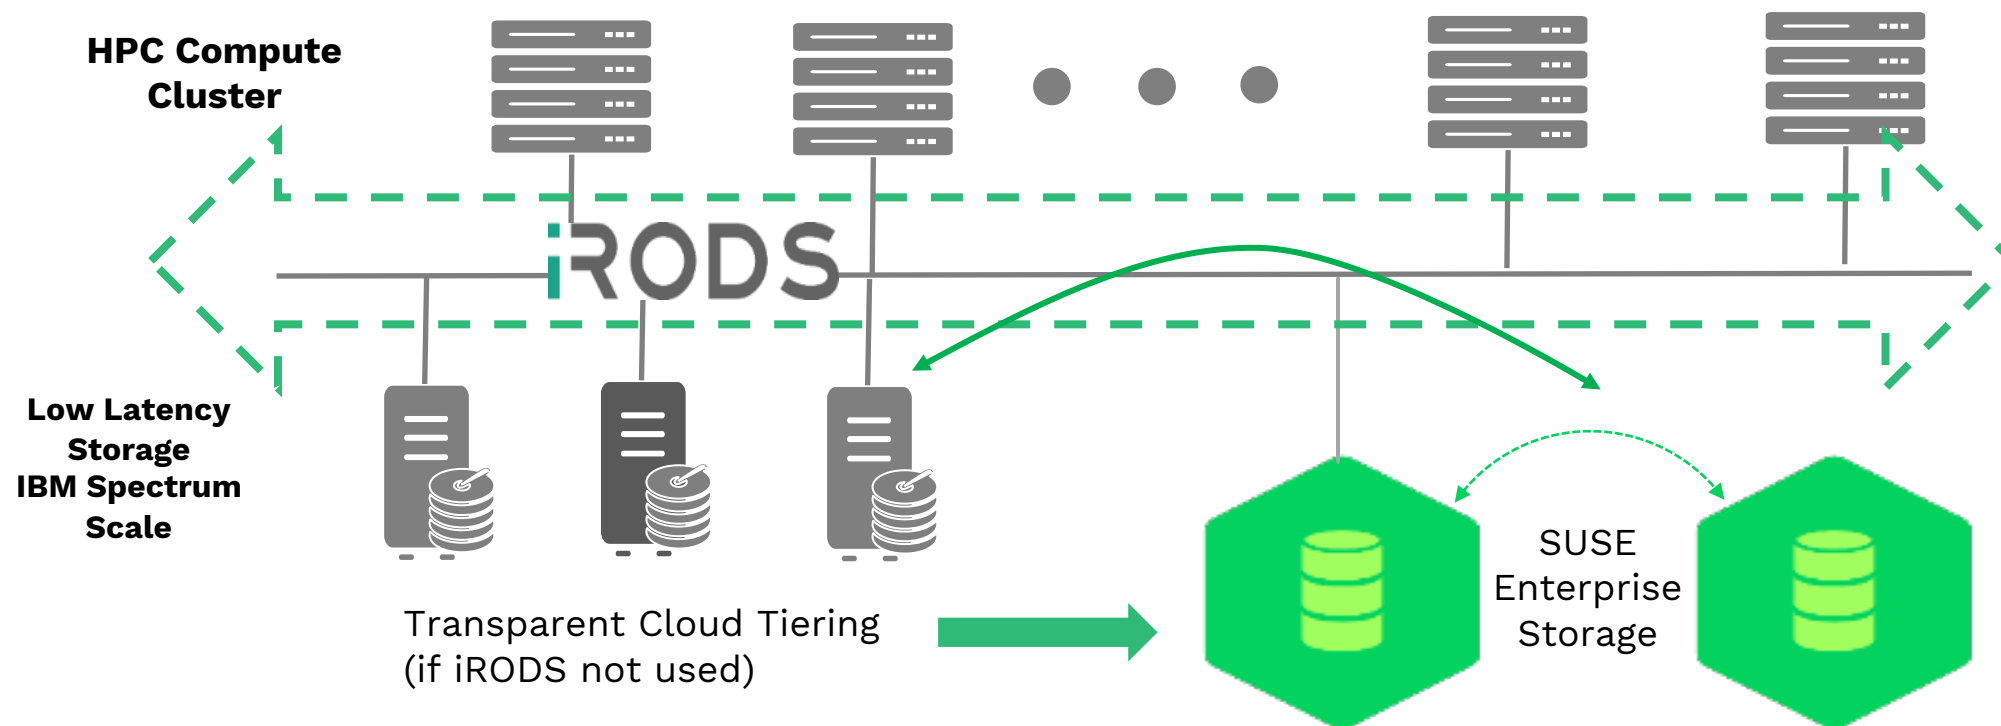 HPC Compute
Cluster
iRODS
Low Latency
Storage
IBM Spectrum
Scale
SUSE
Enterprise
Storage
Transparent Cloud Tiering
(if iRODS not used)